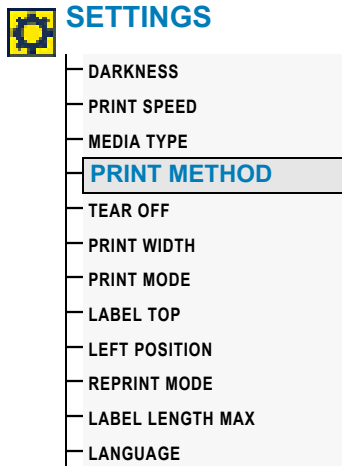 SETTINGS
DARKNESS
PRINT SPEED
MEDIA TYPE
PRINT METHOD
TEAR OFF
PRINT WIDTH
PRINT MODE
LABEL TOP
LEFT POSITION
REPRINT MODE
LABEL LENGTH MAX
LANGUAGE